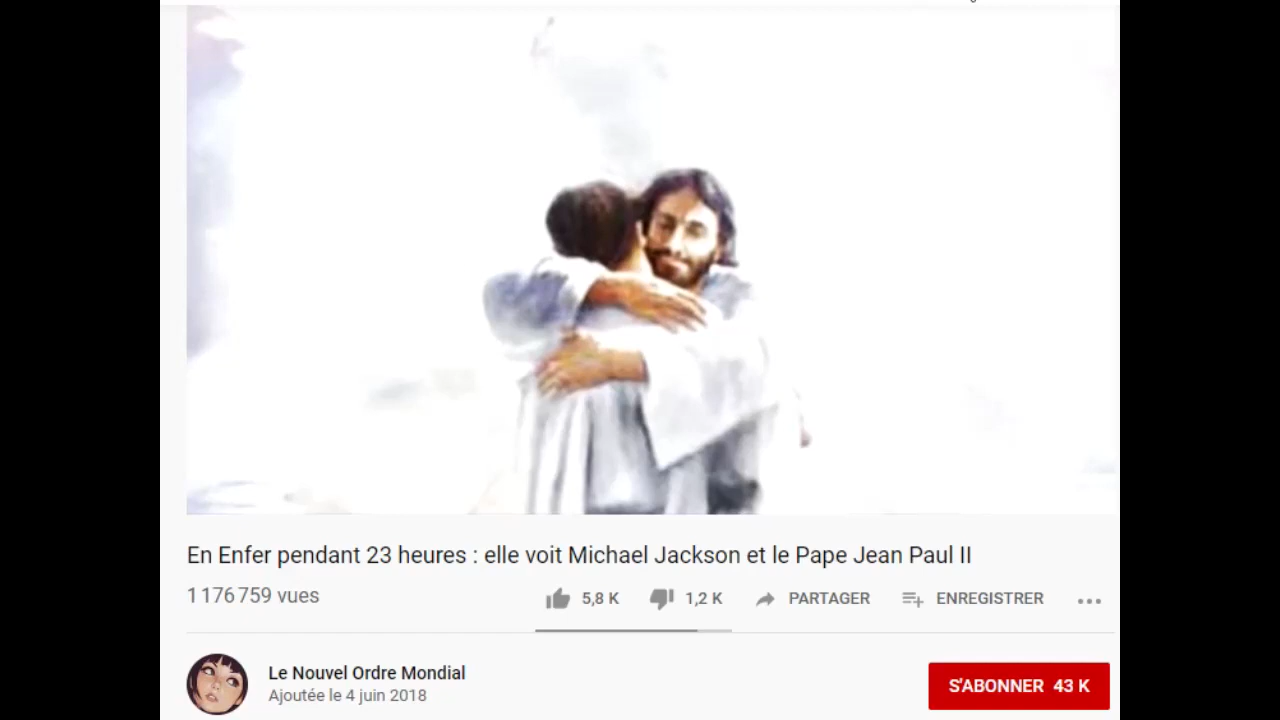 En Enfer pendant 23 heures : elle voit Michael Jackson et le Pape Jean Paul II
1 176 759 vues
5,8 K
1,2 K
PARTAGER
ENREGISTRER
Le Nouvel Ordre Mondial
Ajoutée le 4 juin 2018
S'ABONNER 43 K